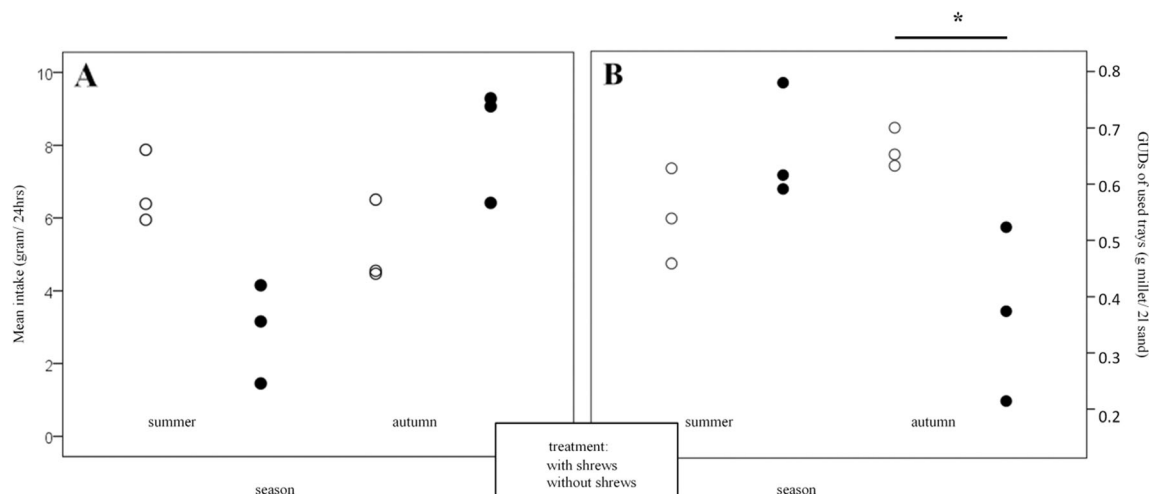 *
A
B
10
8
6
4
2
0
Mean intake (gram/ 24hrs)
summer
autumn
season
0.8
0.7
0.6
0.5
0.4
0.3
0.2
GUDs of used trays (g millet/ 2l sand)
summer
autumn
season
treatment:
with shrews
without shrews